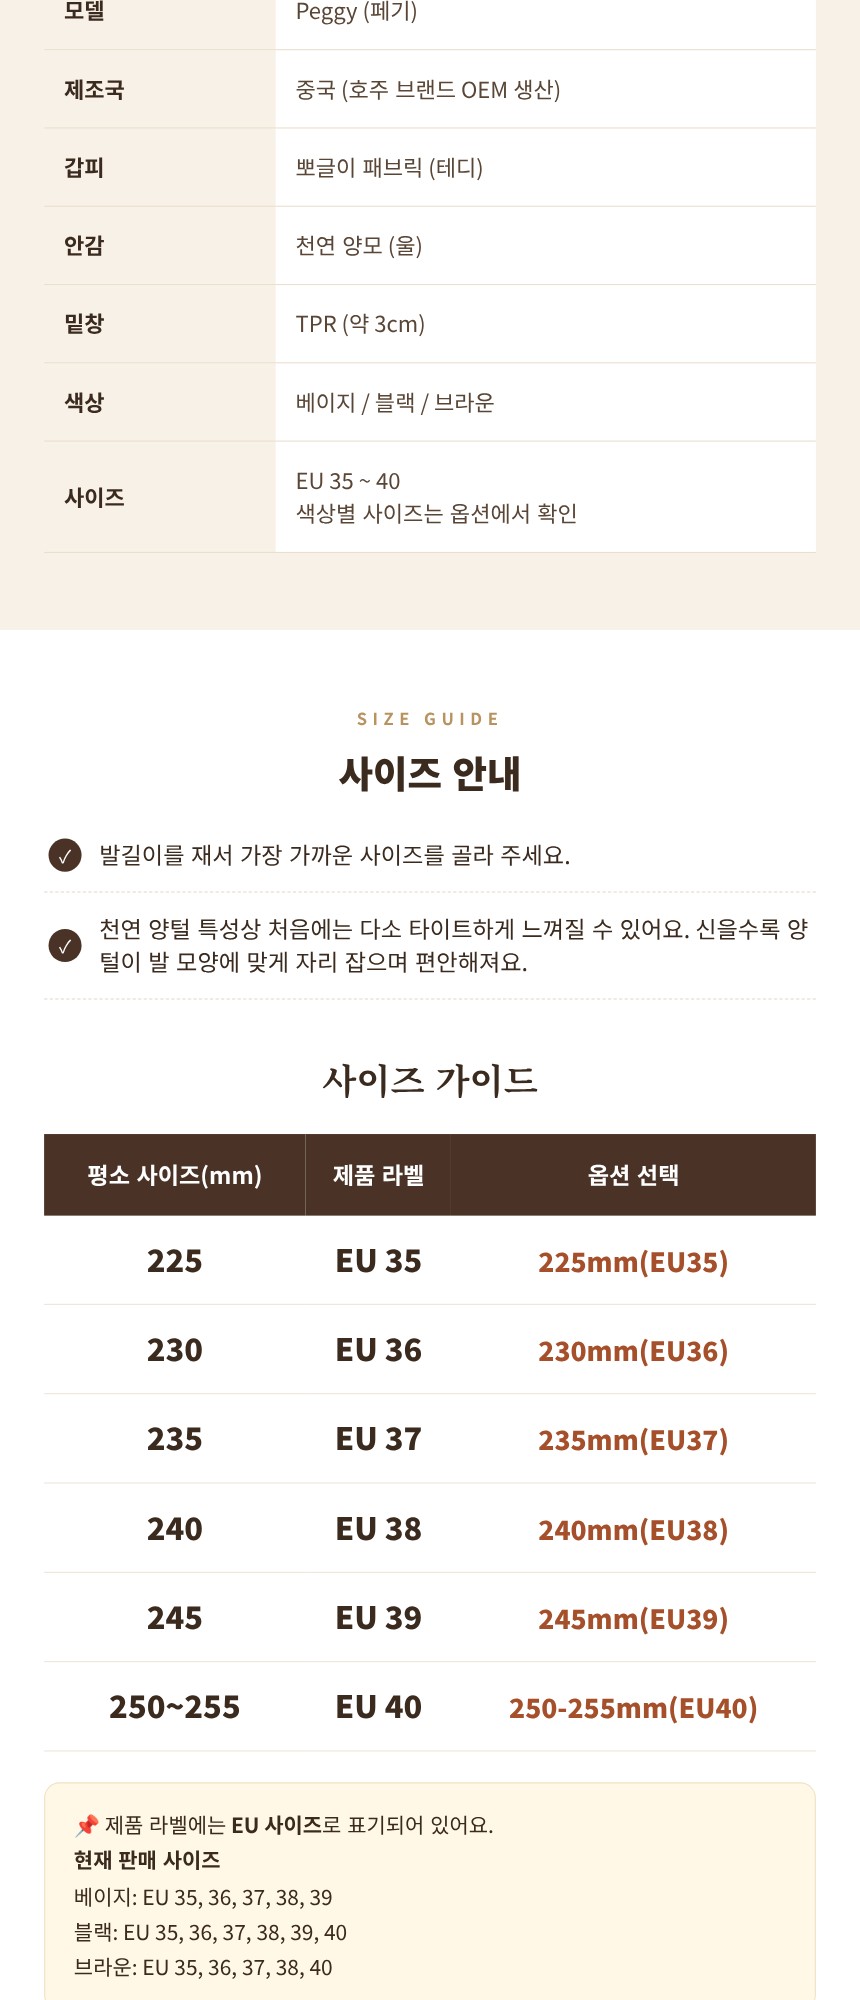 모델
Peggy (페기)
제조국
중국 (호주 브랜드 OEM 생산)
갑피
뽀글이 패브릭 (테디)
안감
천연 양모 (울)
밑창
TPR (약 3cm)
색상
베이지 / 블랙 / 브라운
사이즈
EU 35 ~ 40
색상별 사이즈는 옵션에서 확인
SIZE GUIDE
사이즈 안내
✓ 발길이를 재서 가장 가까운 사이즈를 골라 주세요.
✓ 천연 양털 특성상 처음에는 다소 타이트하게 느껴질 수 있어요. 신을수록 양
털이 발 모양에 맞게 자리 잡으며 편안해져요.
사이즈 가이드
평소 사이즈(mm) 제품 라벨 옵션 선택
225 EU 35 225mm(EU35)
230 EU 36 230mm(EU36)
235 EU 37 235mm(EU37)
240 EU 38 240mm(EU38)
245 EU 39 245mm(EU39)
250~255 EU 40 250-255mm(EU40)
📌 제품 라벨에는 EU 사이즈로 표기되어 있어요.
현재 판매 사이즈
베이지: EU 35, 36, 37, 38, 39
블랙: EU 35, 36, 37, 38, 39, 40
브라운: EU 35, 36, 37, 38, 40